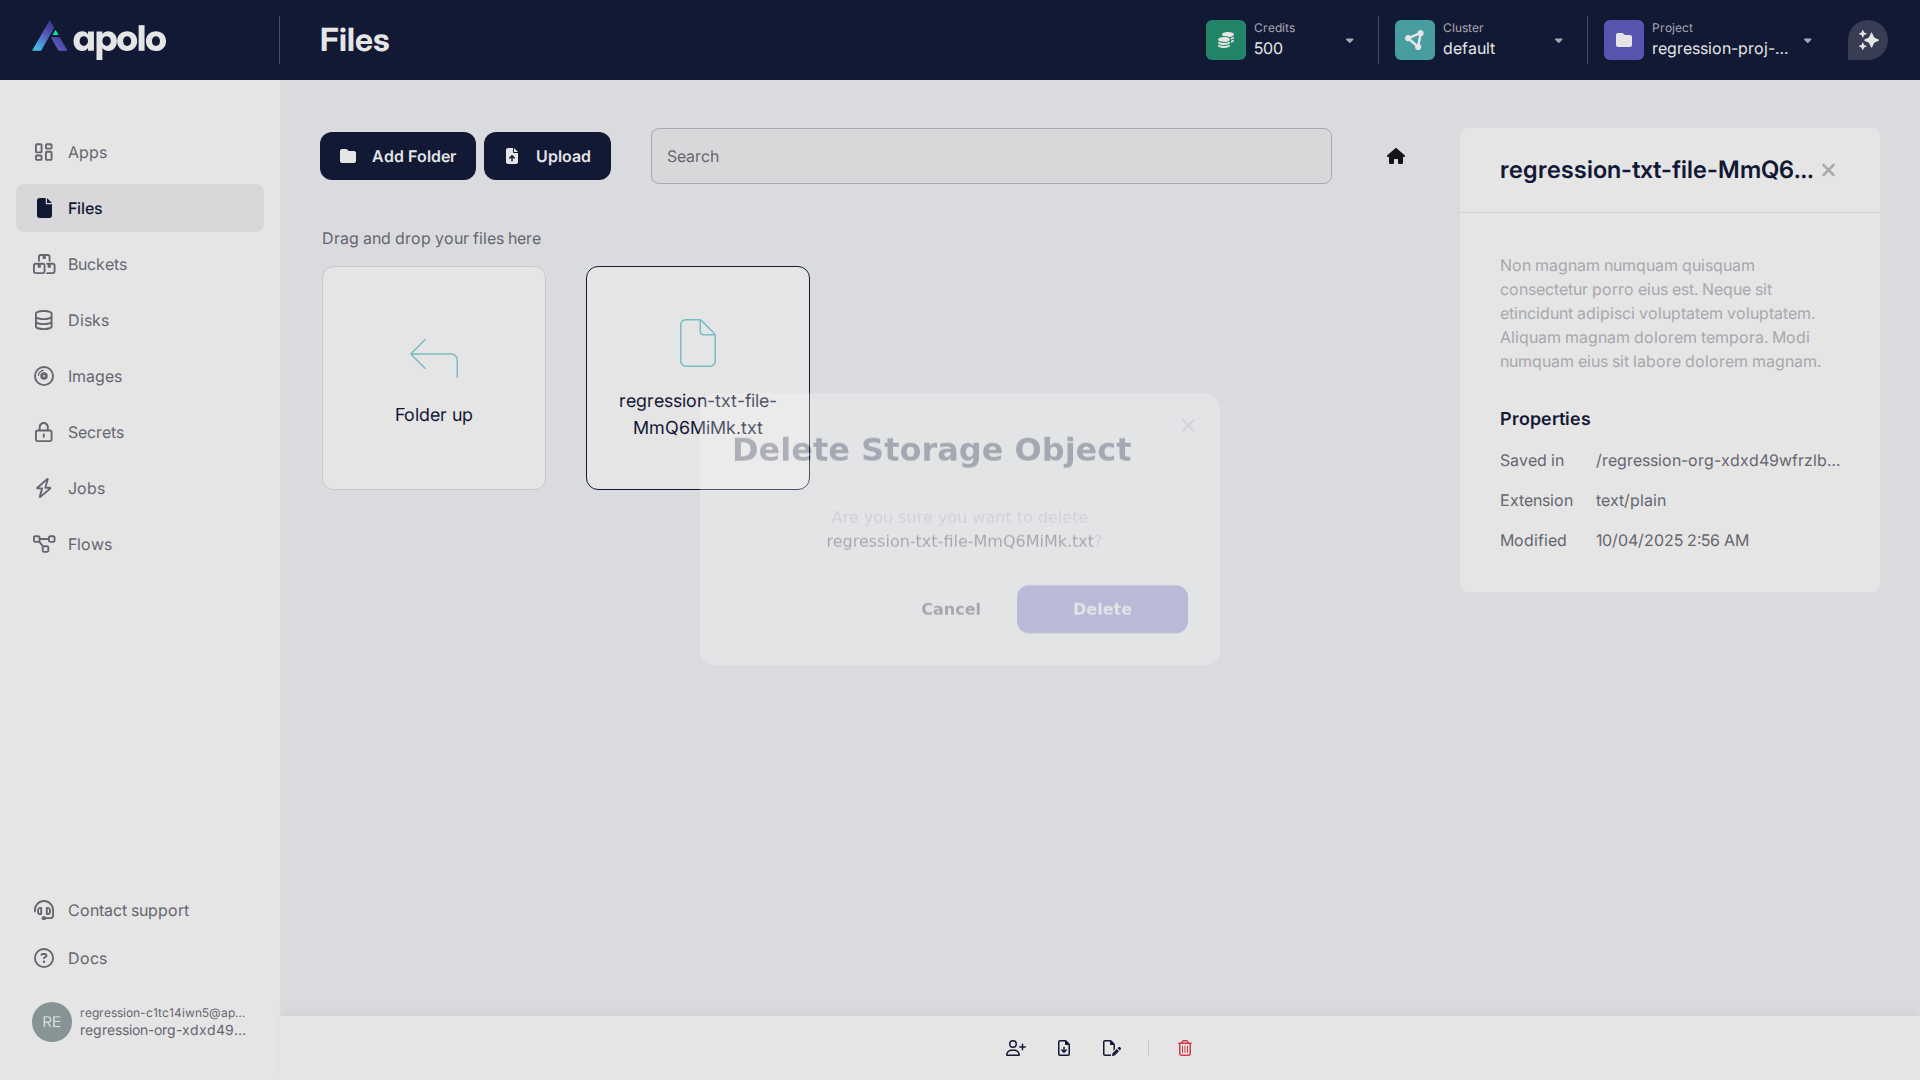 apolo
Files
Credits
500
Cluster
default
Project
regression-proj-...
Apps
Files
Buckets
Disks
Images
Secrets
Jobs
Flows
Contact support
Docs
RE
regression-c1tc14iwn5@ap...
regression-org-xdxd49...
Add Folder
Upload
Search
Drag and drop your files here
Folder up
regression-txt-file-
MmQ6MiMk.txt
Delete Storage Object
Are you sure you want to delete
regression-txt-file-MmQ6MiMk.txt?
Cancel
Delete
regression-txt-file-MmQ6...
Non magnam numquam quisquam
consectetur porro eius est. Neque sit
etincidunt adipisci voluptatem voluptatem.
Aliquam magnam dolorem tempora. Modi
numquam eius sit labore dolorem magnam.
Properties
Saved in /regression-org-xdxd49wfrzlb...
Extension text/plain
Modified 10/04/2025 2:56 AM